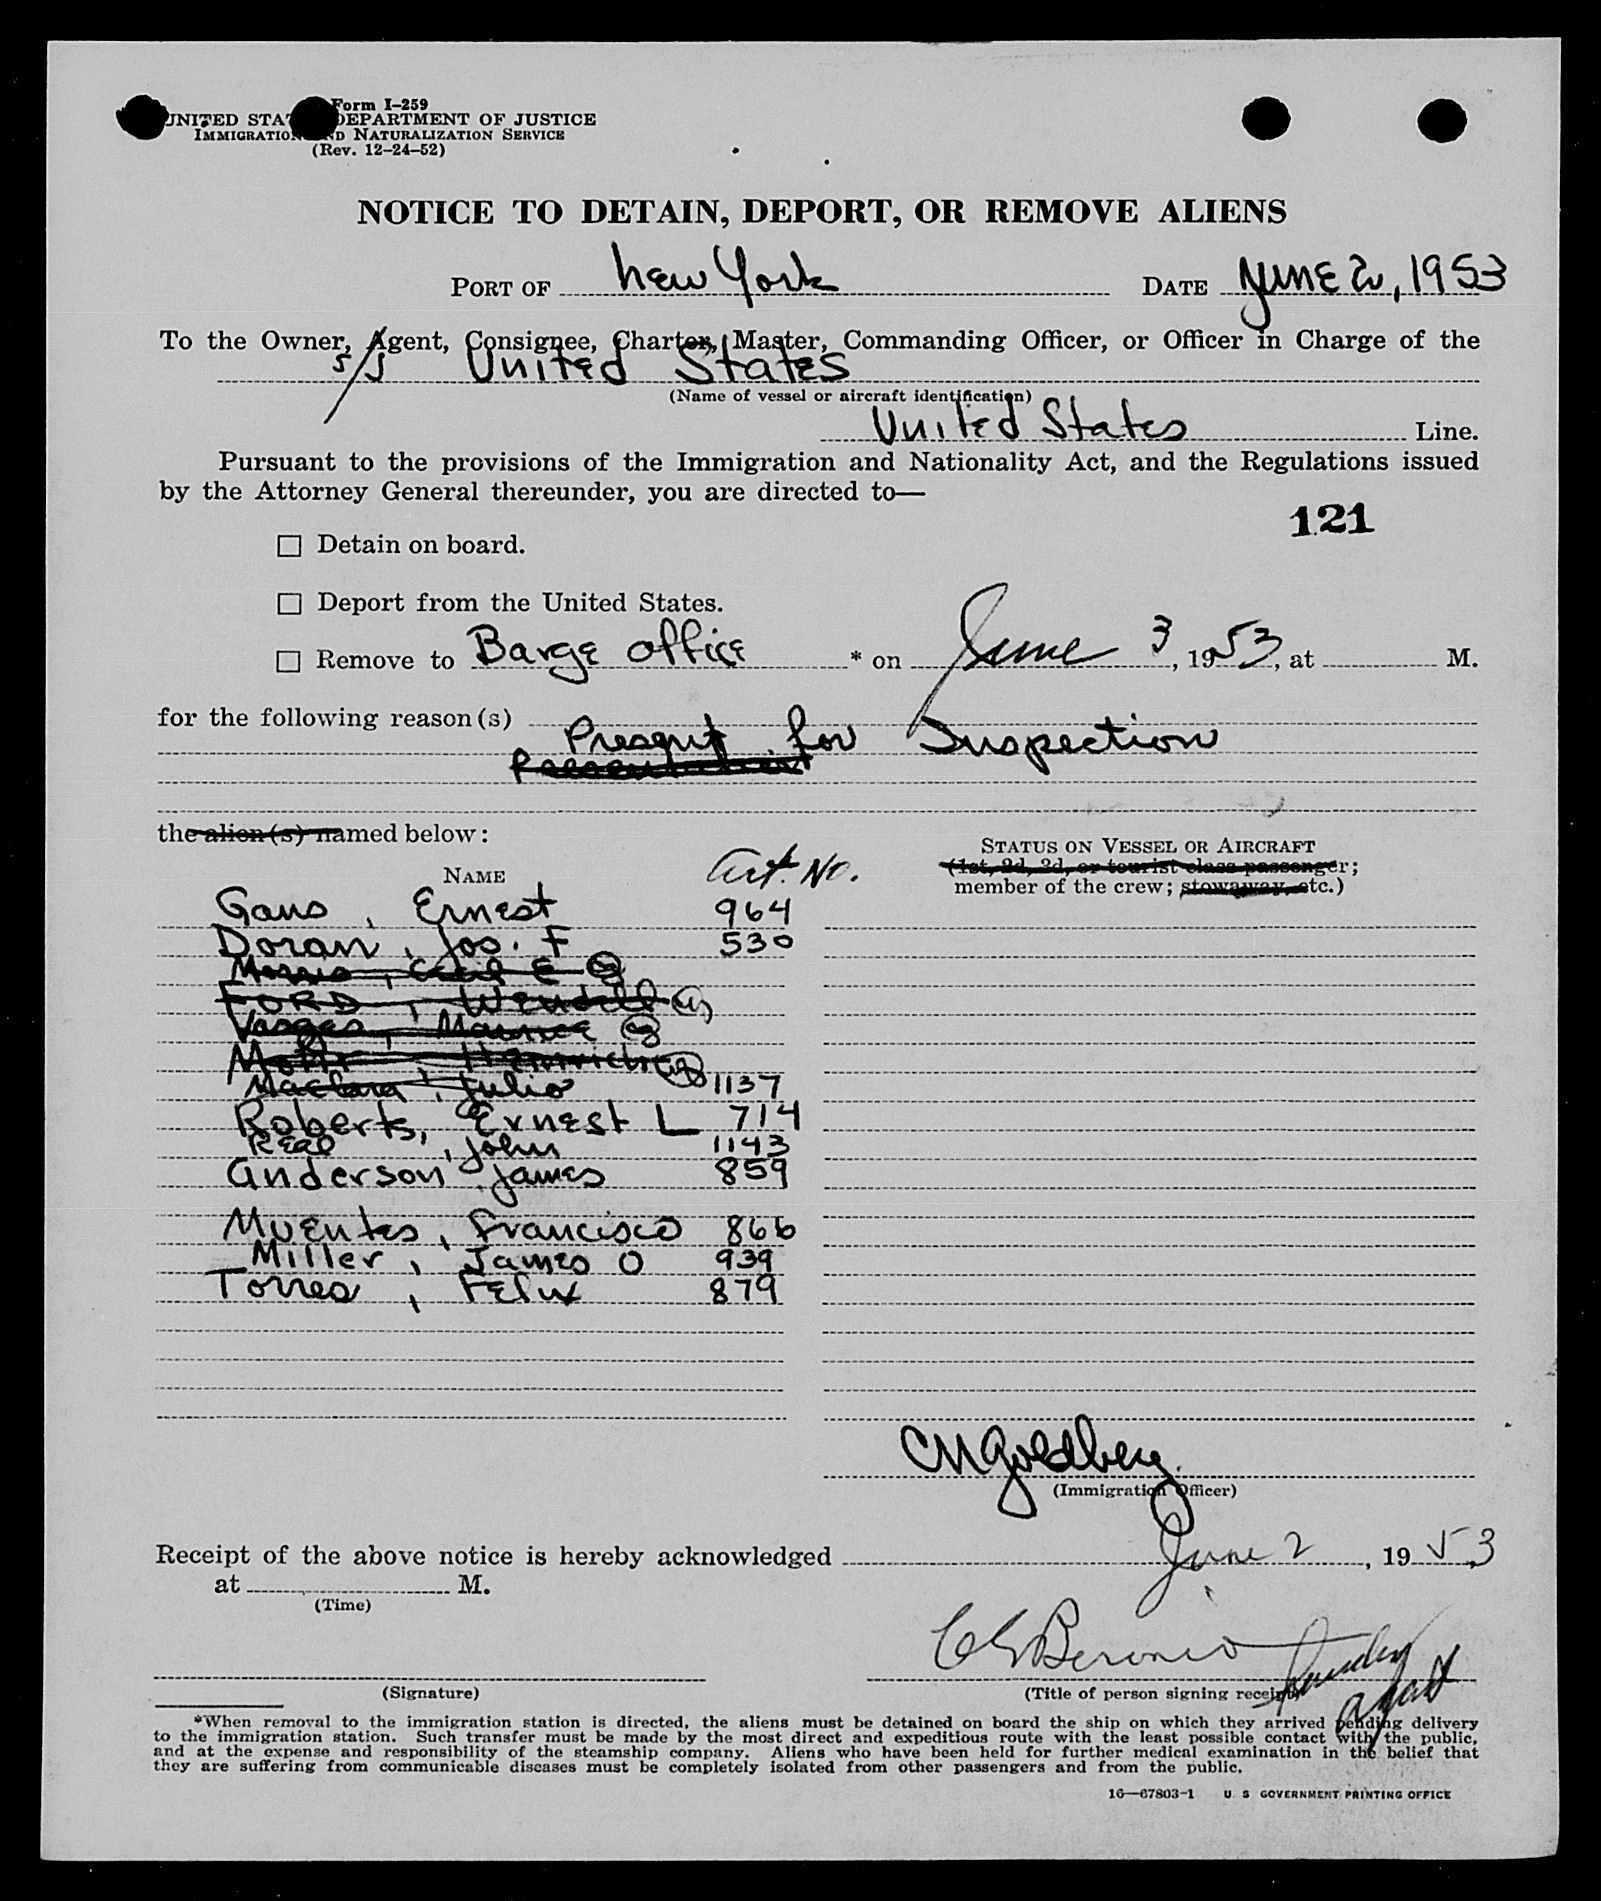 Form I-259
UNITED STA DEPARTMENT OF JUSTICE
IMMIGRATION ND NATURALIZATION SERVICE
(Rev. 12-24-52)
NOTICE TO DETAIN, DEPORT, OR REMOVE ALIENS
PORT OF New York DATE June 2, 1953
To the Owner, Agent, Consignee, Charter, Master, Commanding Officer, or Officer in Charge of the
S/S United States
(Name of vessel or aircraft identification)
United States Line.
Pursuant to the provisions of the Immigration and Nationality Act, and the Regulations issued
by the Attorney General thereunder, you are directed to—
121
☐ Detain on board.
☐ Deport from the United States.
☐ Remove to Barge office * on June 3, 1953, at M.
for the following reason(s)
Present for Inspection
the alien(s) named below:
STATUS ON VESSEL OR AIRCRAFT
(1st, 2d, 3d, or tourist class passenger;
member of the crew; stowaway, etc.)
NAME Art. No.
Gans, Ernest 964
Doran, Jos. F 530
Morris, Cecil E
FORD, Wendell
Vargas, Maurice
Heinrich
Julio 1137
Roberts, Ernest L 714
Real, John 1143
Anderson James 859
Muentes, Francisco 866
Miller, James O 939
Torres, Felix 879
CM Goldberg
(Immigration Officer)
Receipt of the above notice is hereby acknowledged June 2, 1953
at M.
(Time)
(Signature)
(Title of person signing receipt)
*When removal to the immigration station is directed, the aliens must be detained on board the ship on which they arrived pending delivery
to the immigration station. Such transfer must be made by the most direct and expeditious route with the least possible contact with the public,
and at the expense and responsibility of the steamship company. Aliens who have been held for further medical examination in the belief that
they are suffering from communicable diseases must be completely isolated from other passengers and from the public.
16—67803-1 U. S GOVERNMENT PRINTING OFFICE